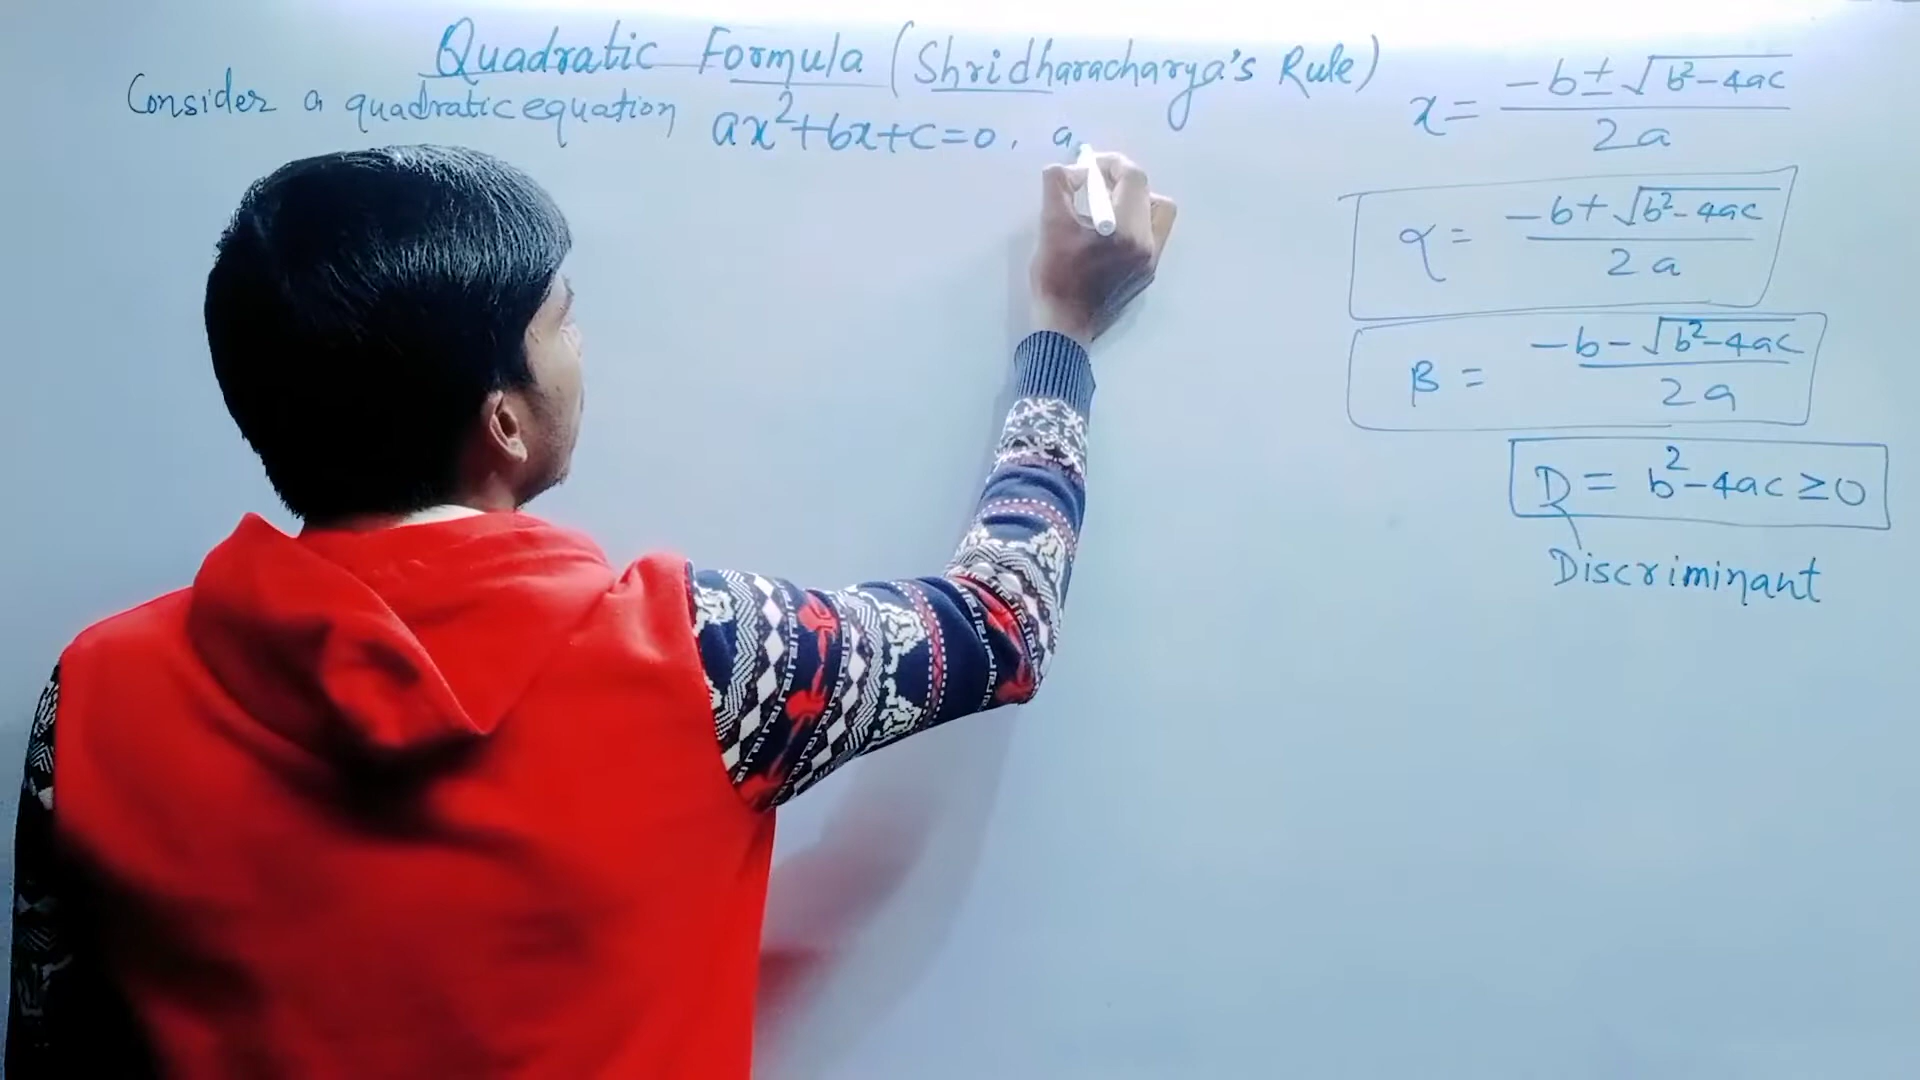 Quadratic Formula (Shridharacharya's Rule)
Consider a quadratic equation ax²+bx+c=0, a
x = (-b ± √(b²-4ac)) / 2a
α = (-b + √(b²-4ac)) / 2a
β = (-b - √(b²-4ac)) / 2a
D = b²-4ac ≥ 0
Discriminant